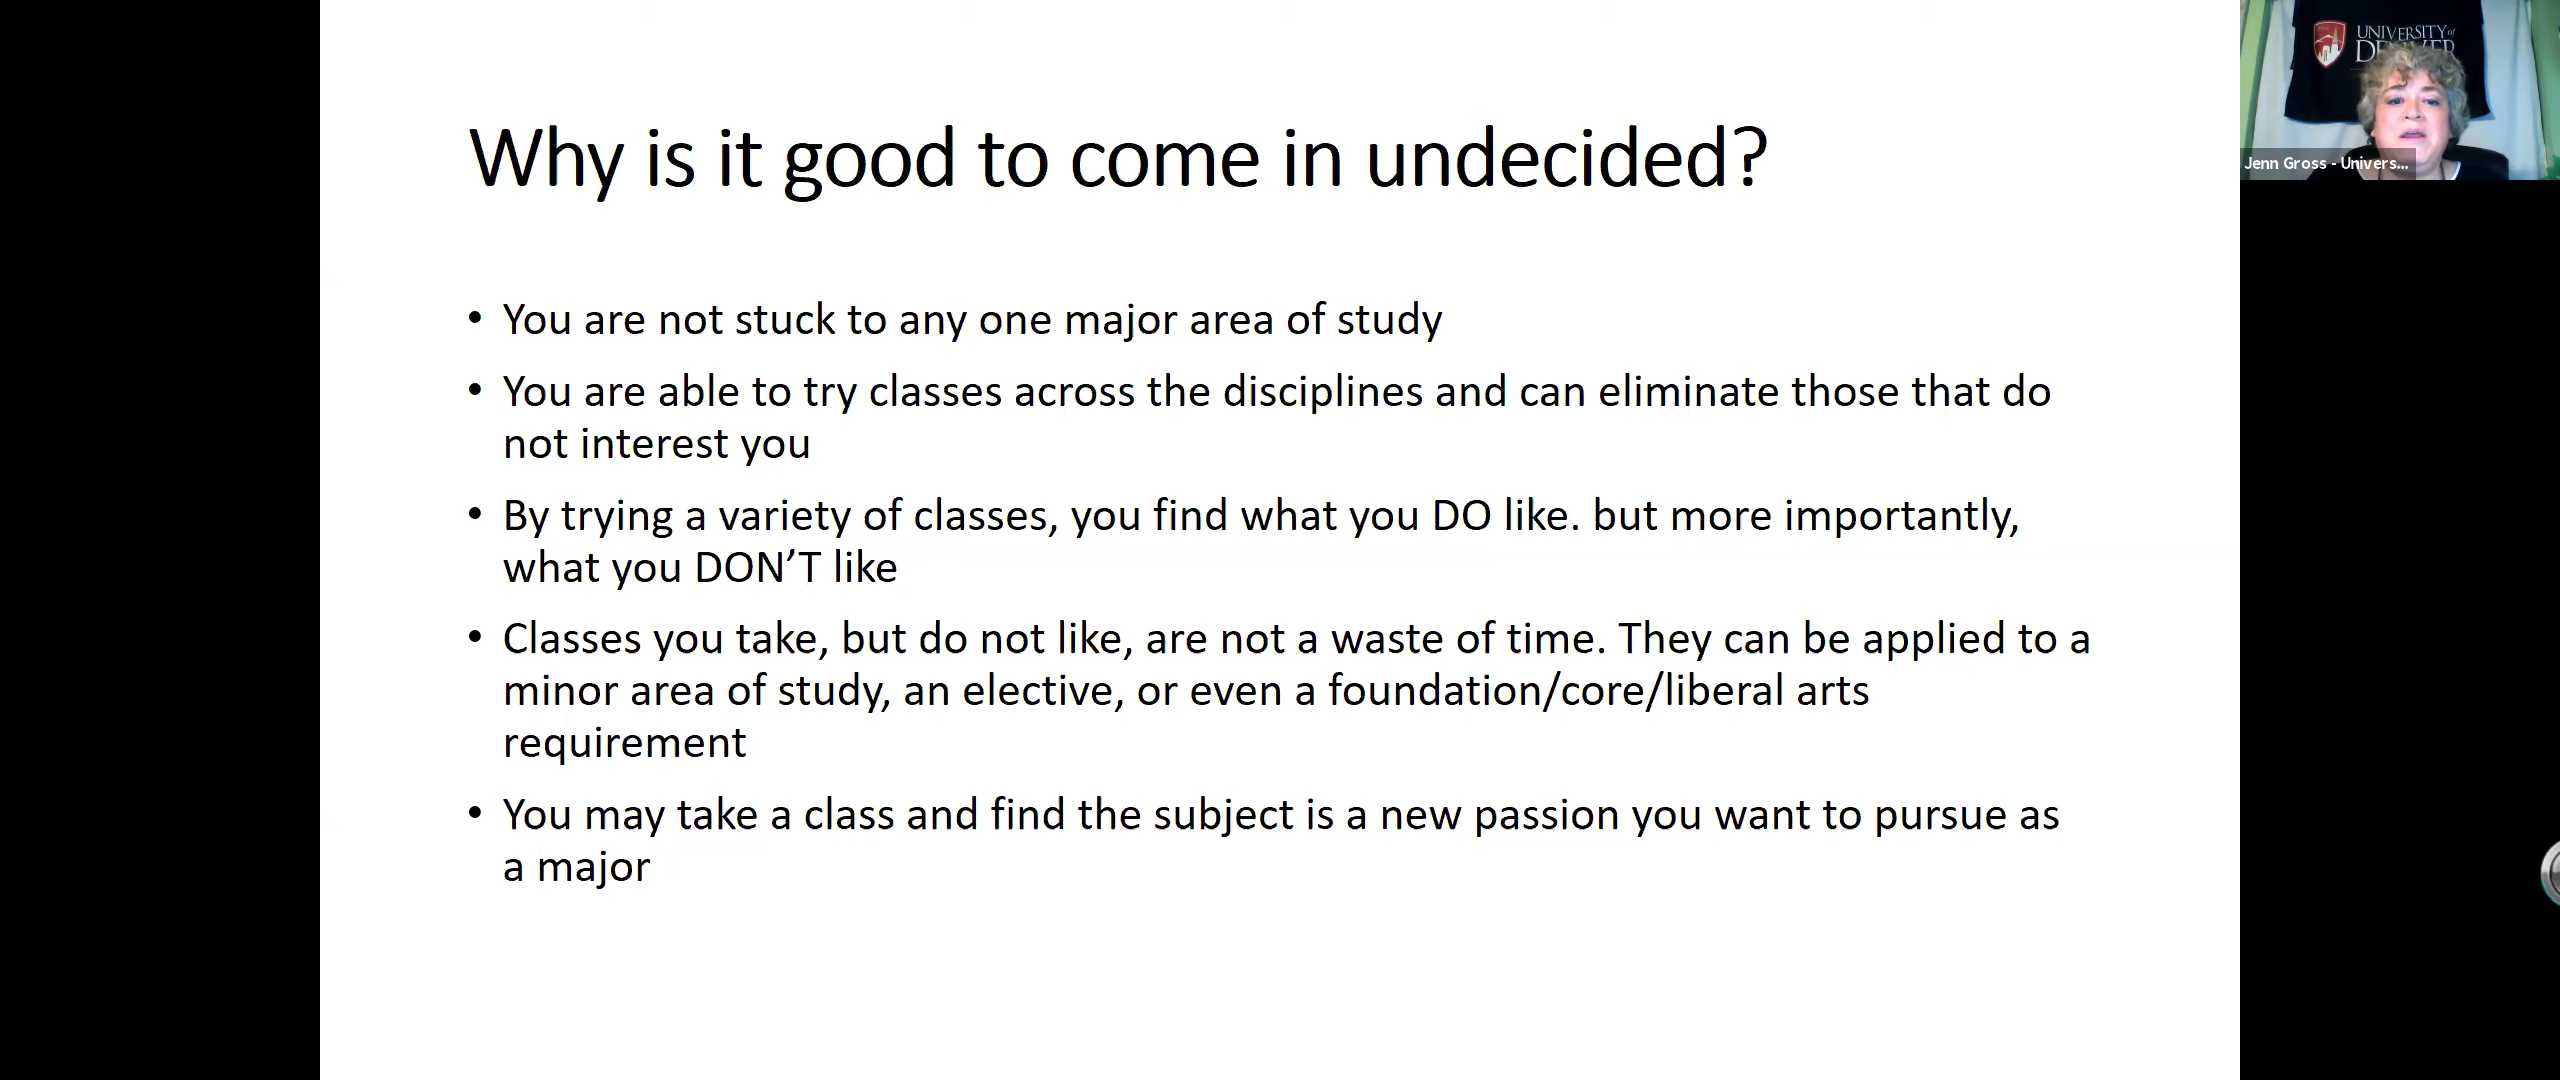 Why is it good to come in undecided?
• You are not stuck to any one major area of study
• You are able to try classes across the disciplines and can eliminate those that do
not interest you
• By trying a variety of classes, you find what you DO like. but more importantly,
what you DON’T like
• Classes you take, but do not like, are not a waste of time. They can be applied to a
minor area of study, an elective, or even a foundation/core/liberal arts
requirement
• You may take a class and find the subject is a new passion you want to pursue as
a major
UNIVERSITY of
Jenn Gross - Univers...